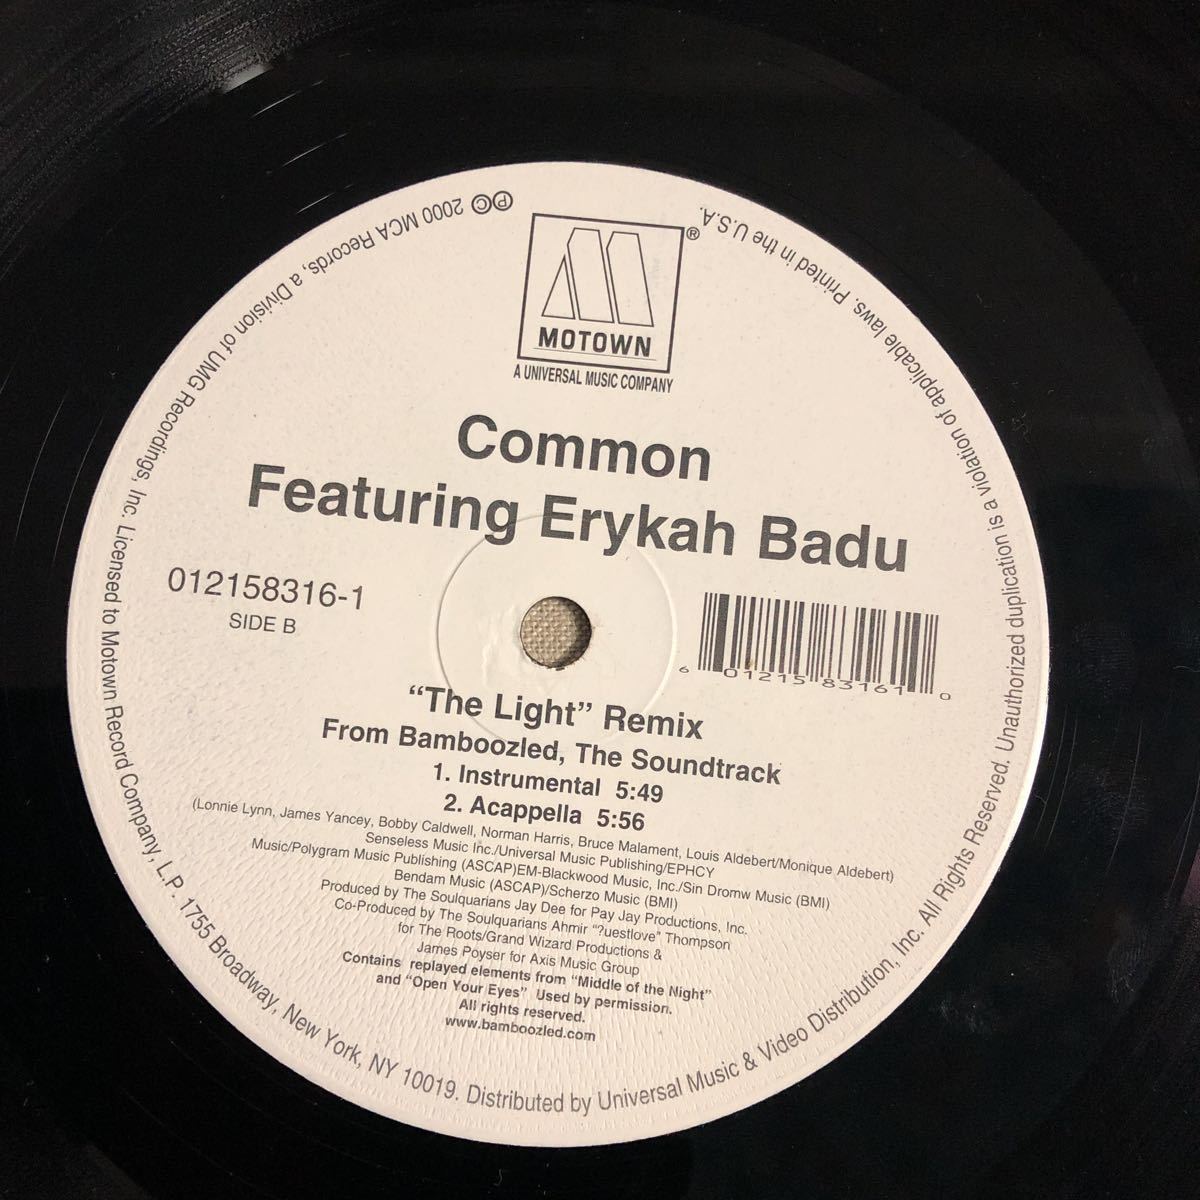 MOTOWN
®
A UNIVERSAL MUSIC COMPANY
Common
Featuring Erykah Badu
012158316-1
SIDE B
6 01215 83161 0
“The Light” Remix
From Bamboozled, The Soundtrack
1. Instrumental 5:49
2. Acappella 5:56
(Lonnie Lynn, James Yancey, Bobby Caldwell, Norman Harris, Bruce Malament, Louis Aldebert/Monique Aldebert)
Senseless Music Inc./Universal Music Publishing/EPHCY
Music/Polygram Music Publishing (ASCAP)EM-Blackwood Music, Inc./Sin Dromw Music (BMI)
Bendam Music (ASCAP)/Scherzo Music (BMI)
Produced by The Soulquarians Jay Dee for Pay Jay Productions, Inc.
Co-Produced by The Soulquarians Ahmir "?uestlove" Thompson
for The Roots/Grand Wizard Productions &
James Poyser for Axis Music Group
Contains replayed elements from “Middle of the Night”
and “Open Your Eyes” Used by permission.
All rights reserved.
www.bamboozled.com
℗© 2000 MCA Records, a Division of UMG Recordings, Inc. Licensed to Motown Record Company, L.P. 1755 Broadway, New York, NY 10019. Distributed by Universal Music & Video Distribution, Inc. All Rights Reserved. Unauthorized duplication is a violation of applicable laws. Printed in the U.S.A.